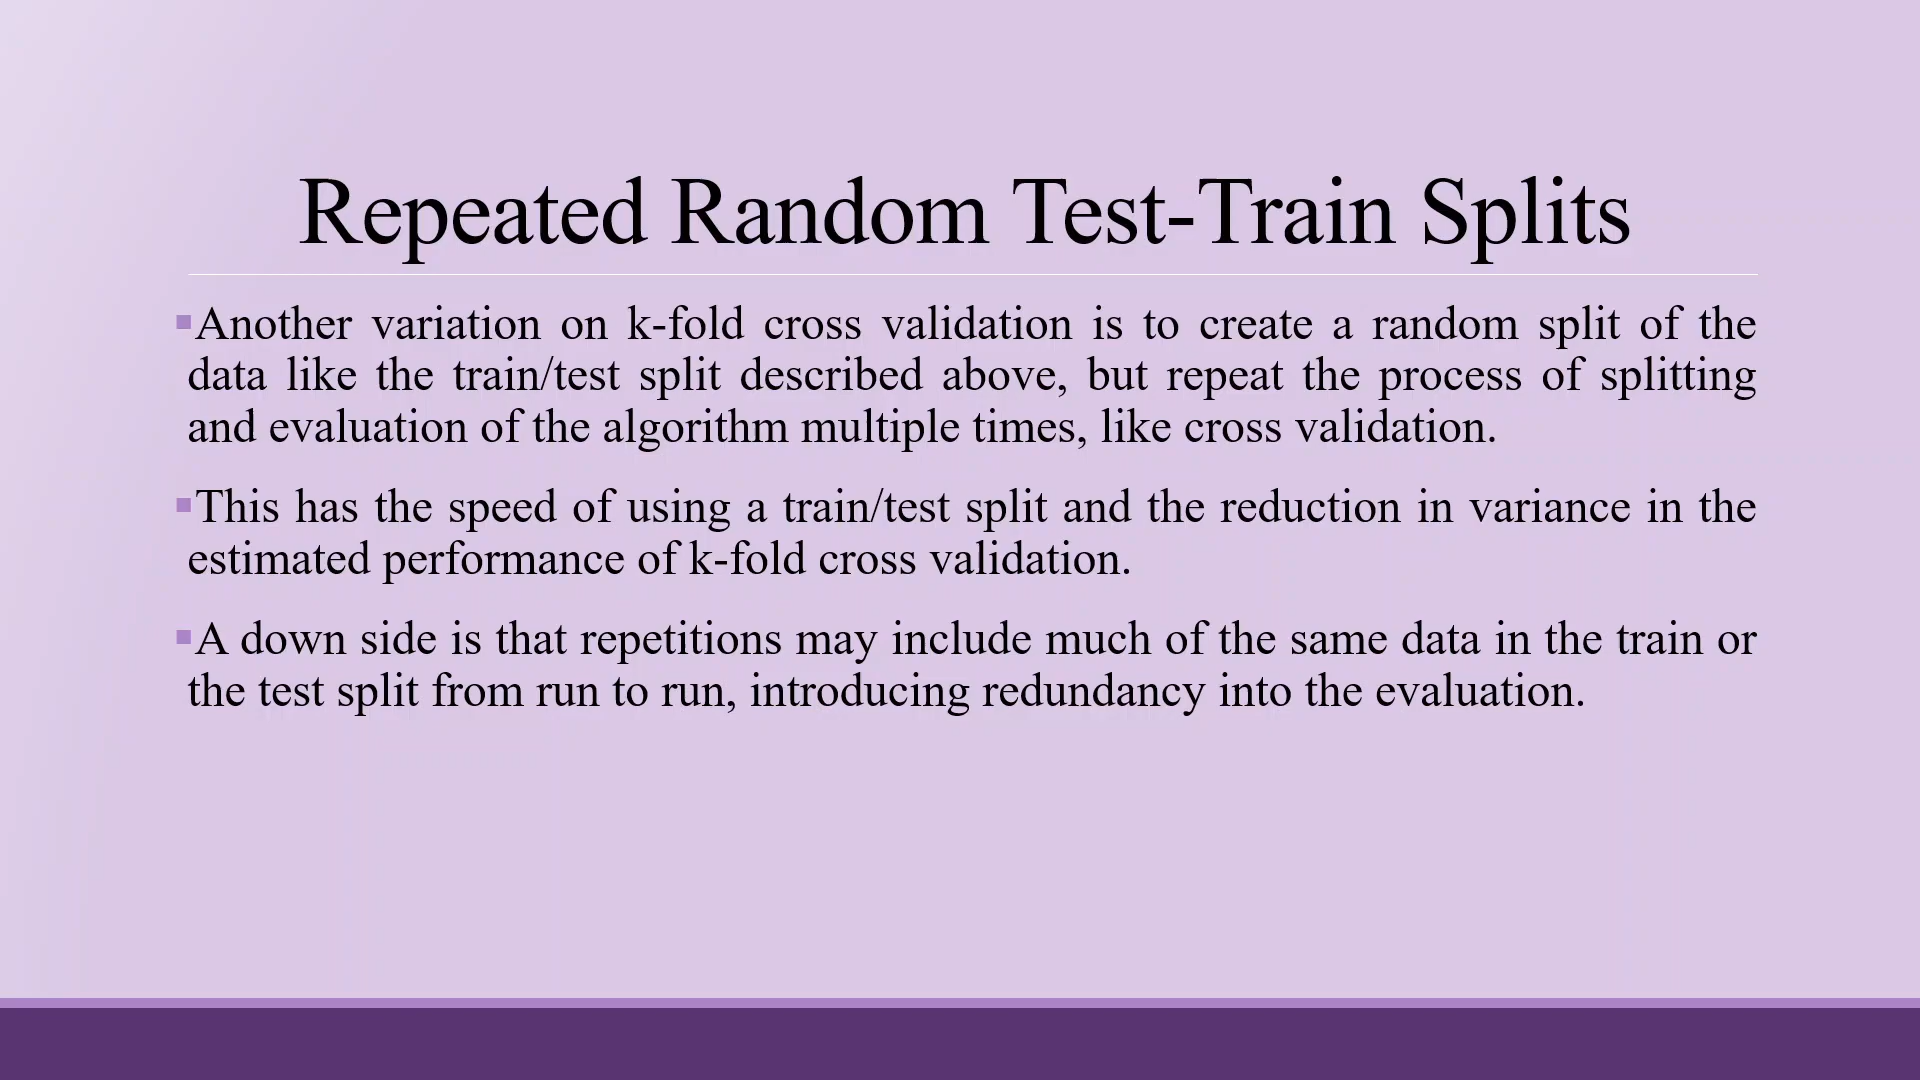 Repeated Random Test-Train Splits
▪Another variation on k-fold cross validation is to create a random split of the
data like the train/test split described above, but repeat the process of splitting
and evaluation of the algorithm multiple times, like cross validation.
▪This has the speed of using a train/test split and the reduction in variance in the
estimated performance of k-fold cross validation.
▪A down side is that repetitions may include much of the same data in the train or
the test split from run to run, introducing redundancy into the evaluation.